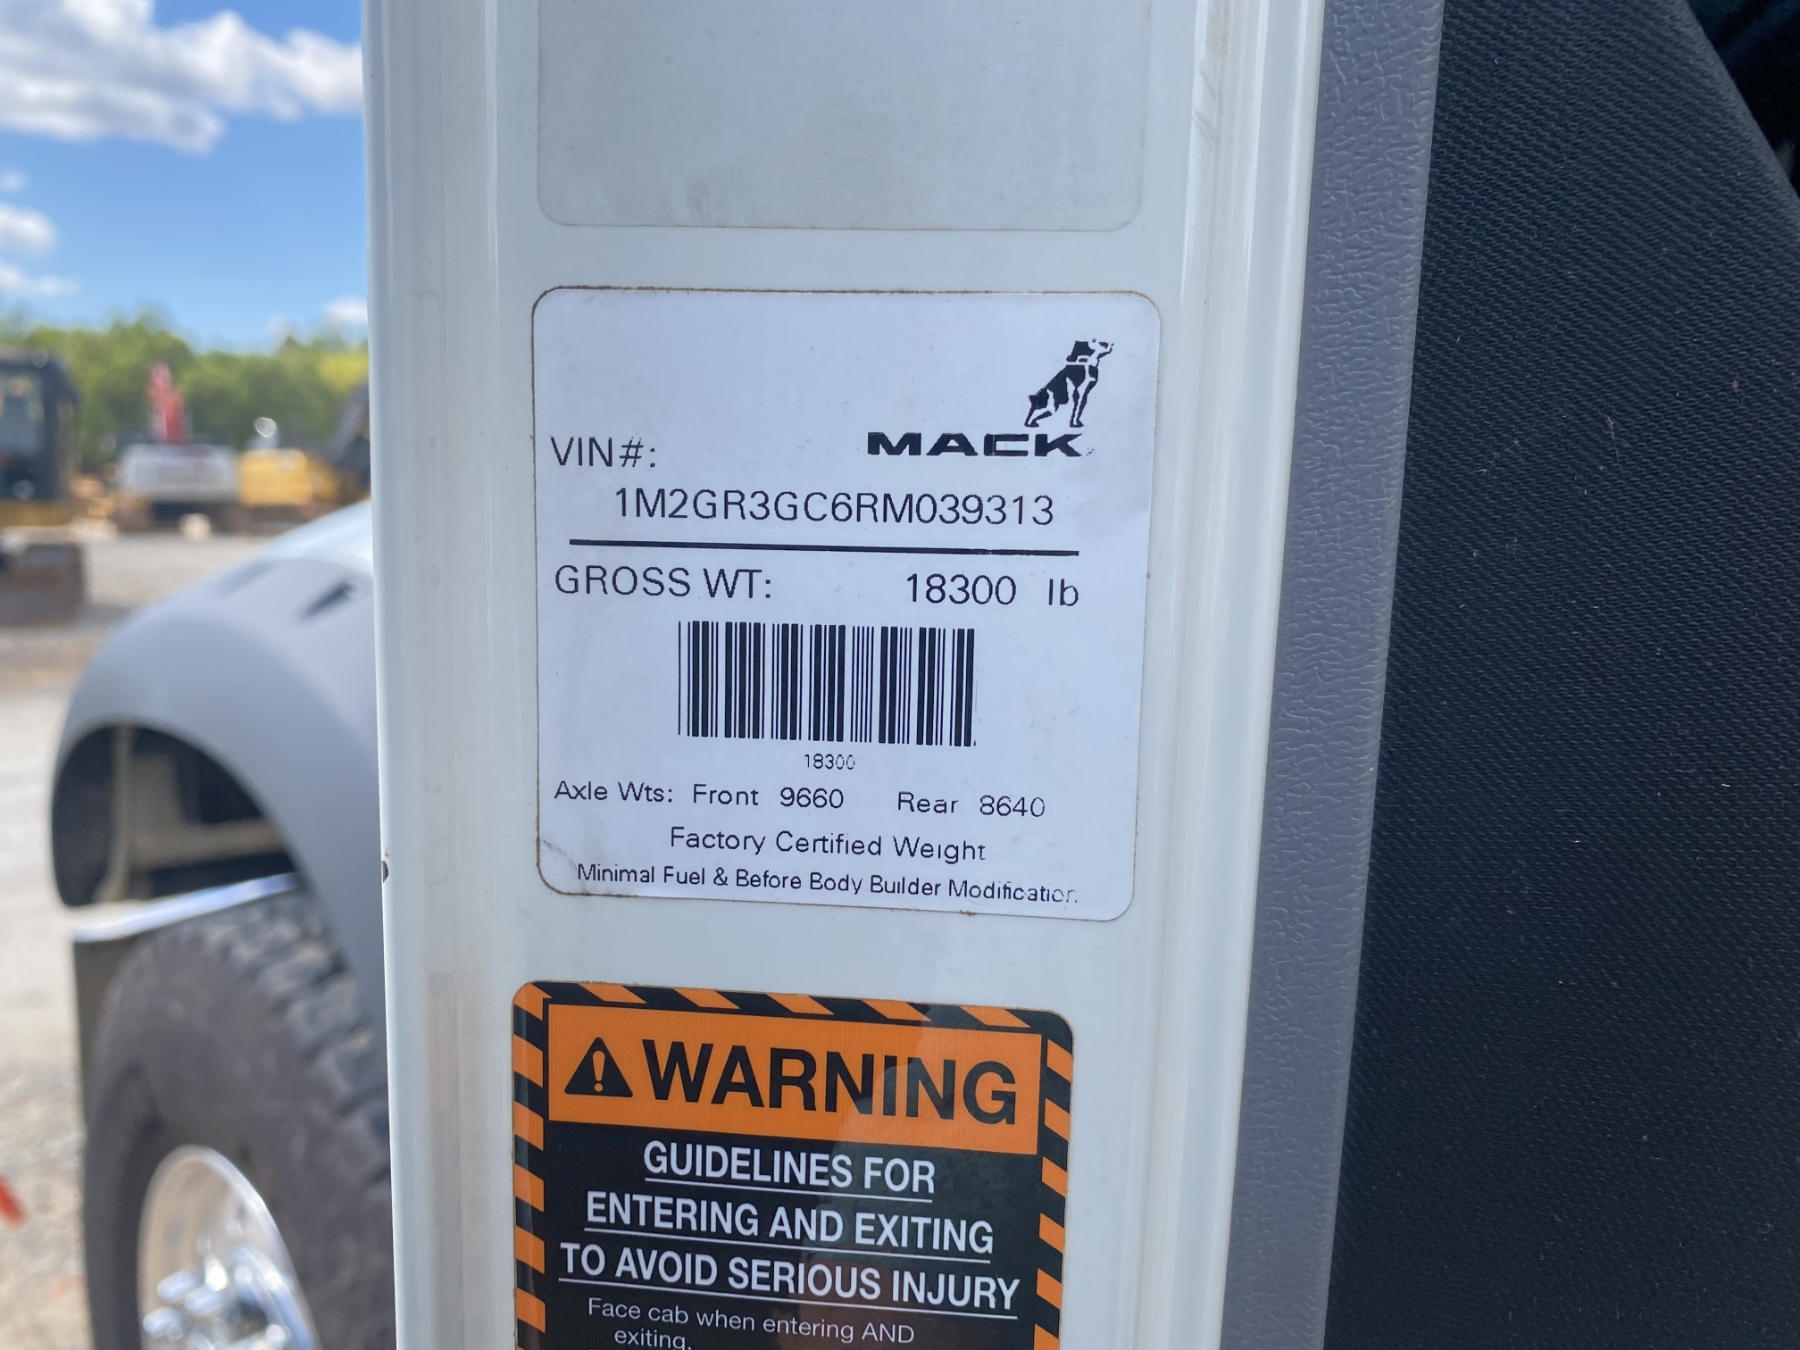 MACK
VIN#:
1M2GR3GC6RM039313
GROSS WT: 18300 lb
18300
Axle Wts: Front 9660 Rear 8640
Factory Certified Weight
Minimal Fuel & Before Body Builder Modification
WARNING
GUIDELINES FOR
ENTERING AND EXITING
TO AVOID SERIOUS INJURY
Face cab when entering AND
exiting.